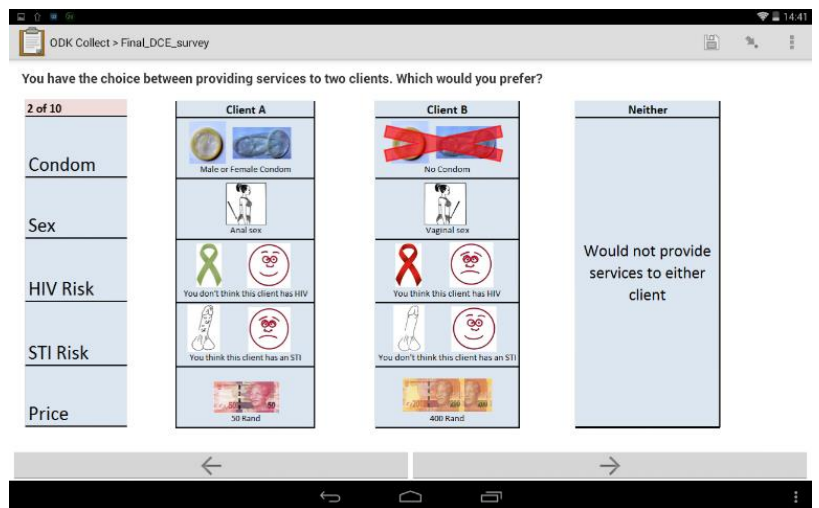 14:41
ODK Collect > Final_DCE_survey
You have the choice between providing services to two clients. Which would you prefer?
2 of 10
Client A
Client B
Neither
Condom
Male or Female Condom
No Condom
Sex
Anal sex
Vaginal sex
HIV Risk
You don't think this client has HIV
You think this client has HIV
Would not provide
services to either
client
STI Risk
You think this client has an STI
You don't think this client has an STI
Price
50 Rand
400 Rand